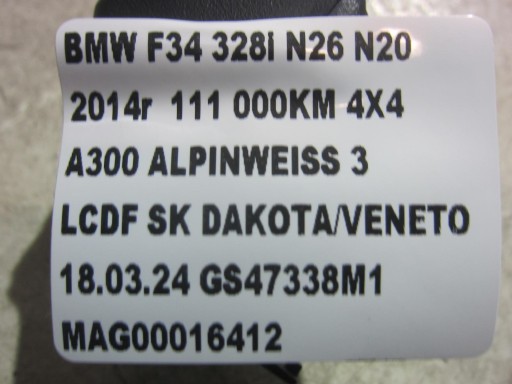 BMW F34 328i N26 N20
2014r 111 000KM 4X4
A300 ALPINWEISS 3
LCDF SK DAKOTA/VENETO
18.03.24 GS47338M1
MAG00016412